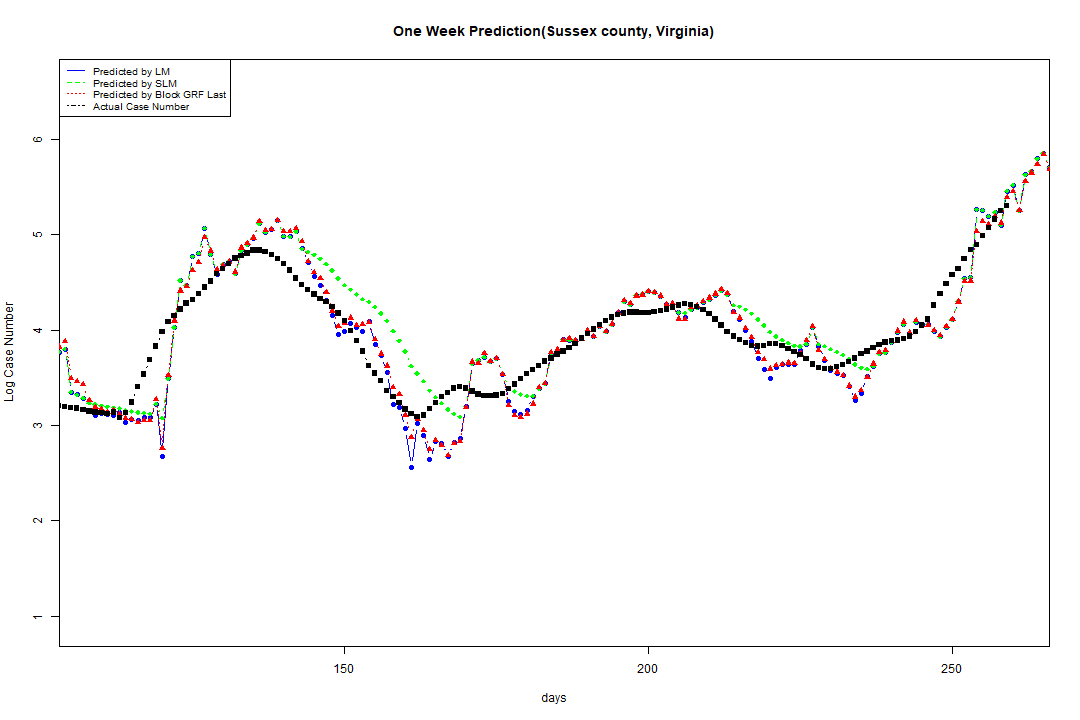 One Week Prediction(Sussex county, Virginia)
Predicted by LM
Predicted by SLM
Predicted by Block GRF Last
Actual Case Number
Log Case Number
6
5
4
3
2
1
150
200
250
days